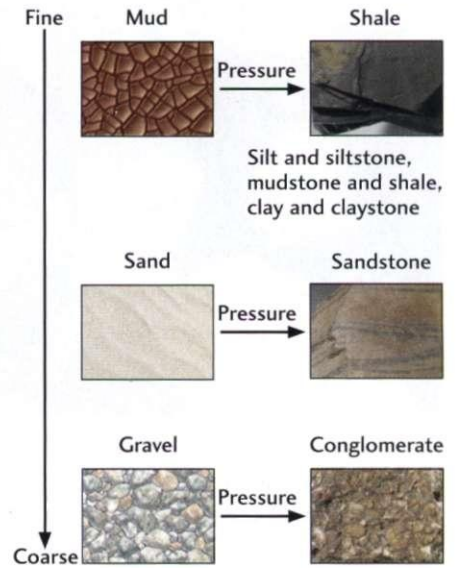 Fine
Mud
Shale
Pressure
Silt and siltstone,
mudstone and shale,
clay and claystone
Sand
Sandstone
Pressure
Gravel
Conglomerate
Pressure
Coarse